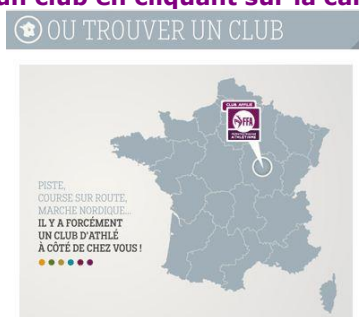 un club en cliquant sur la car
OU TROUVER UN CLUB
CLUB AFFILIÉ
FFA
PISTE,
COURSE SUR ROUTE,
MARCHE NORDIQUE...
IL Y A FORCÉMENT
UN CLUB D'ATHLÉ
À CÔTÉ DE CHEZ VOUS !